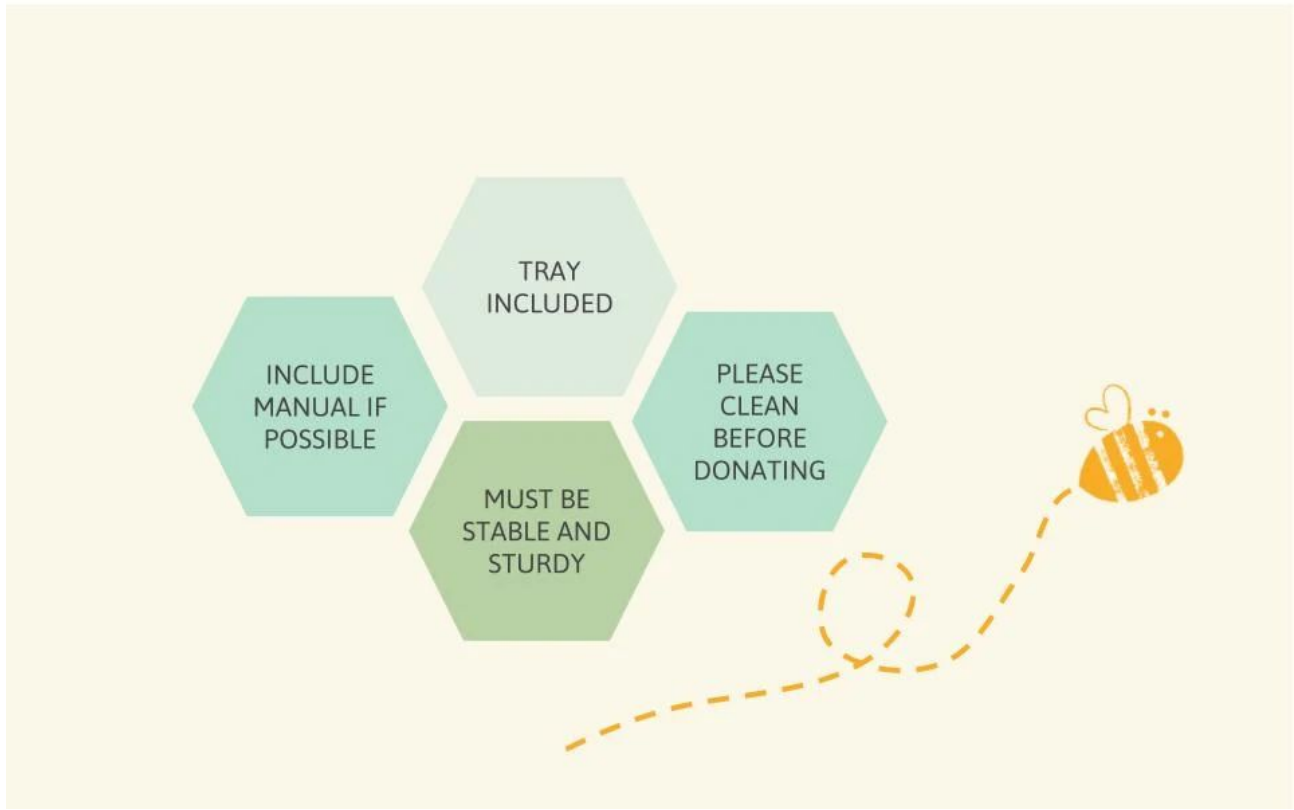 TRAY
INCLUDED
INCLUDE
MANUAL IF
POSSIBLE
PLEASE
CLEAN
BEFORE
DONATING
MUST BE
STABLE AND
STURDY